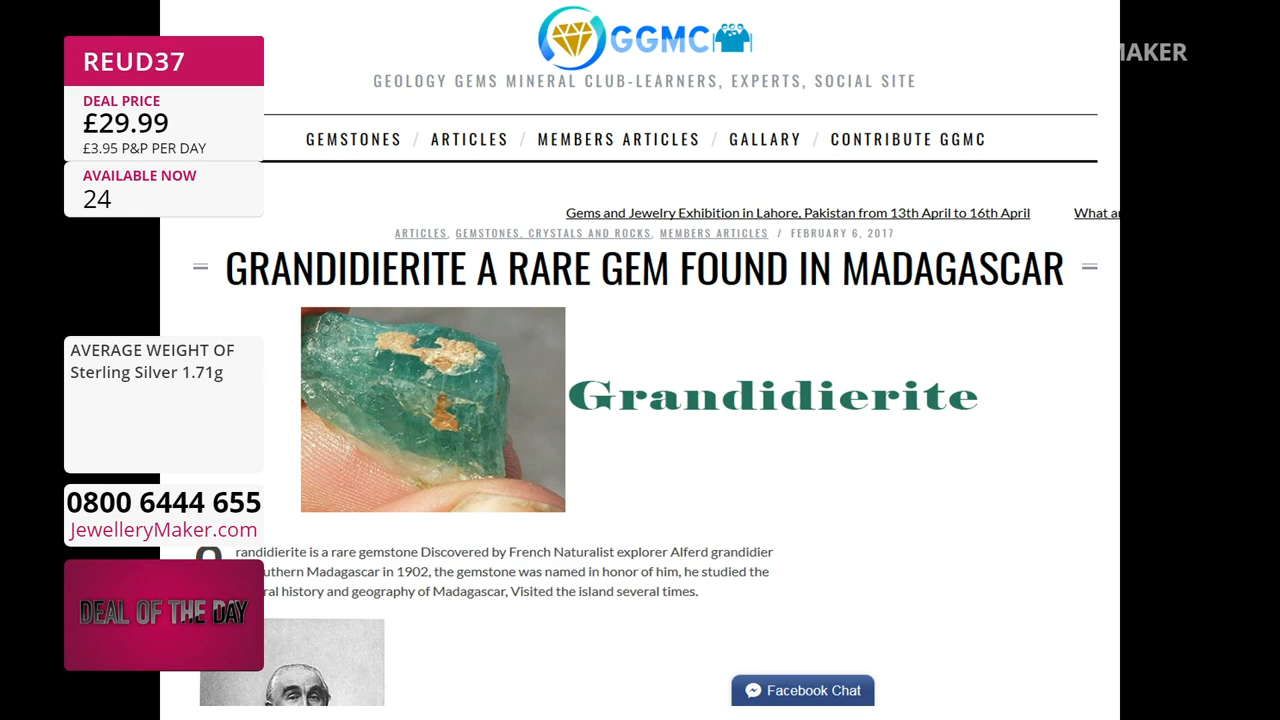 REUD37
DEAL PRICE
£29.99
£3.95 P&P PER DAY
AVAILABLE NOW
24
AVERAGE WEIGHT OF
Sterling Silver 1.71g
0800 6444 655
JewelleryMaker.com
DEAL OF THE DAY
MAKER
GGMC
GEOLOGY GEMS MINERAL CLUB-LEARNERS, EXPERTS, SOCIAL SITE
GEMSTONES / ARTICLES / MEMBERS ARTICLES / GALLARY / CONTRIBUTE GGMC
Gems and Jewelry Exhibition in Lahore, Pakistan from 13th April to 16th April What
ARTICLES, GEMSTONES, CRYSTALS AND ROCKS, MEMBERS ARTICLES / FEBRUARY 6, 2017
GRANDIDIERITE A RARE GEM FOUND IN MADAGASCAR
Grandidierite
randidierite is a rare gemstone Discovered by French Naturalist explorer Alferd grandidier
uthern Madagascar in 1902, the gemstone was named in honor of him, he studied the
ral history and geography of Madagascar, Visited the island several times.
Facebook Chat